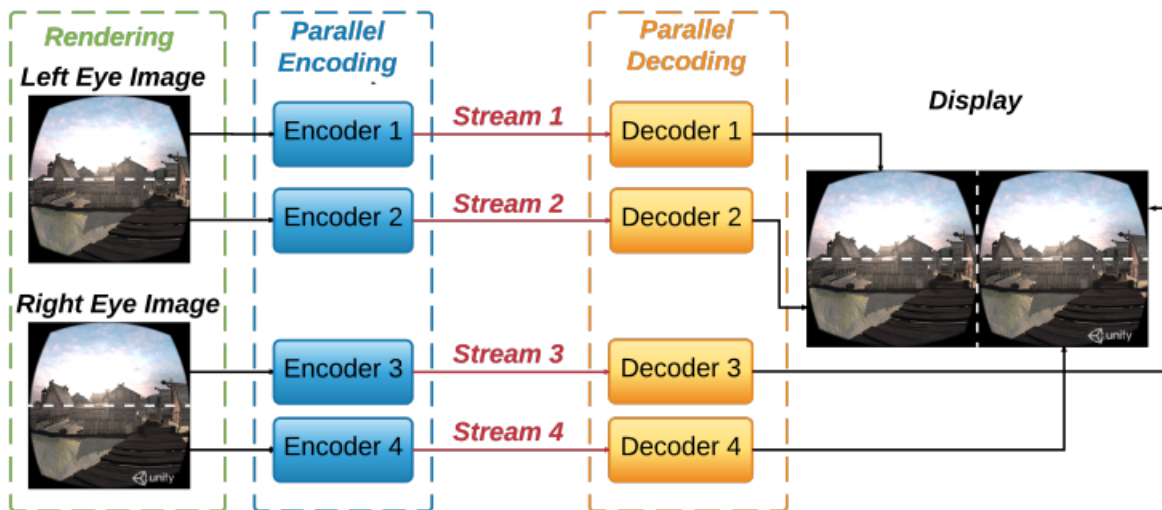 Rendering
Left Eye Image
Right Eye Image
unity
Parallel
Encoding
Encoder 1
Encoder 2
Encoder 3
Encoder 4
Stream 1
Stream 2
Stream 3
Stream 4
Parallel
Decoding
Decoder 1
Decoder 2
Decoder 3
Decoder 4
Display
unity